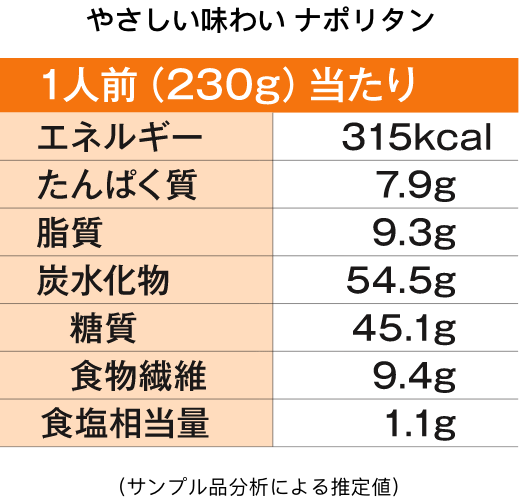 やさしい味わい ナポリタン
1人前（230g）当たり
エネルギー 315kcal
たんぱく質 7.9g
脂質 9.3g
炭水化物 54.5g
糖質 45.1g
食物繊維 9.4g
食塩相当量 1.1g
（サンプル品分析による推定値）